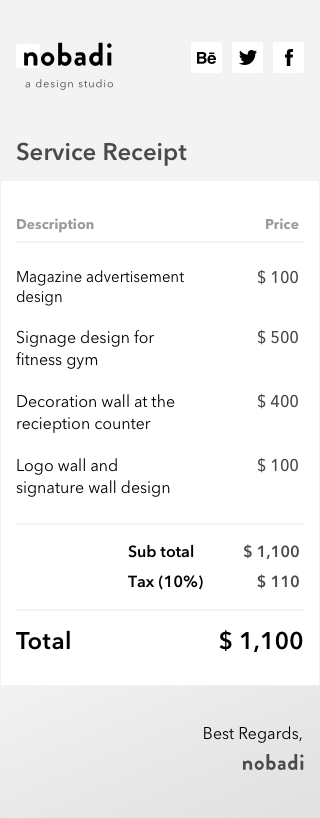 nobadi
Bē
f
a design studio
Service Receipt
Description Price
Magazine advertisement $ 100
design
Signage design for $ 500
fitness gym
Decoration wall at the $ 400
recieption counter
Logo wall and $ 100
signature wall design
Sub total $ 1,100
Tax (10%) $ 110
Total $ 1,100
Best Regards,
nobadi